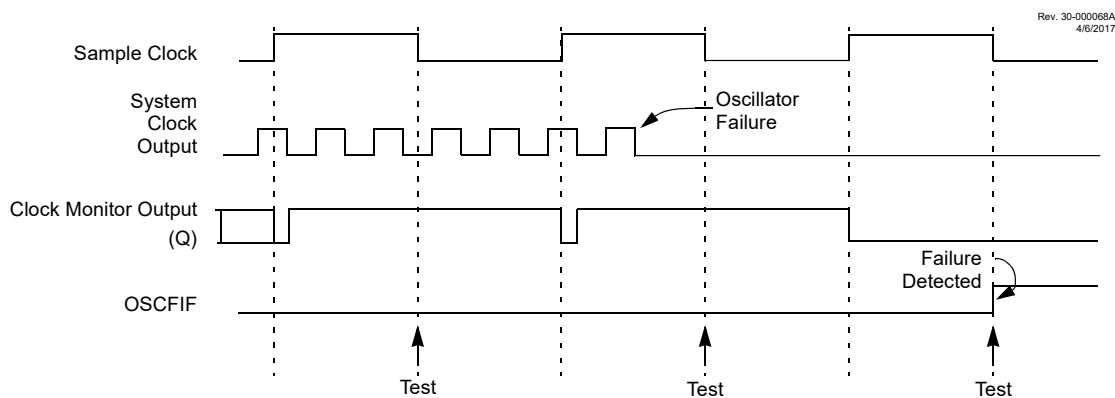 Rev. 30-000068A
4/6/2017
Sample Clock
System
Clock
Output
Oscillator
Failure
Clock Monitor Output
(Q)
Failure
Detected
OSCFIF
Test
Test
Test